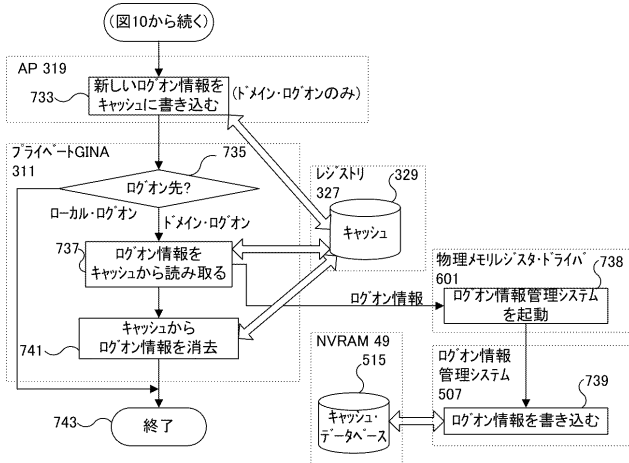 (図10から続く)
AP 319
733
新しいログオン情報を
キャッシュに書き込む
(ドメイン・ログオンのみ)
プライベートGINA
311
735
ログオン先?
ローカル・ログオン
ドメイン・ログオン
レジストリ
327
329
キャッシュ
737
ログオン情報を
キャッシュから読み取る
ログオン情報
物理メモリレジスタ・ドライバ
601
738
ログオン情報管理システム
を起動
741
キャッシュから
ログオン情報を消去
NVRAM 49
515
キャッシュ・
データベース
ログオン情報
管理システム
507
739
ログオン情報を書き込む
743
終了